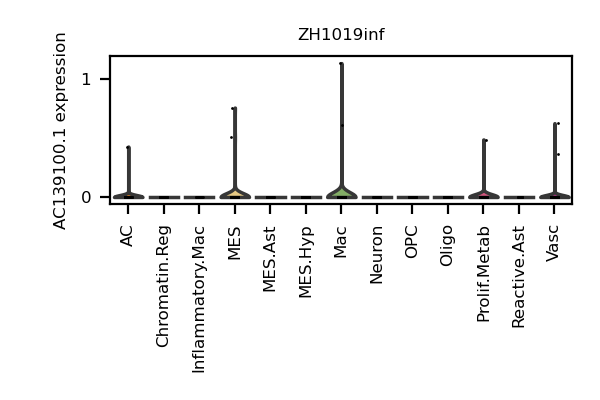 ZH1019inf
AC139100.1 expression
1
0
AC
Chromatin.Reg
Inflammatory.Mac
MES
MES.Ast
MES.Hyp
Mac
Neuron
OPC
Oligo
Prolif.Metab
Reactive.Ast
Vasc